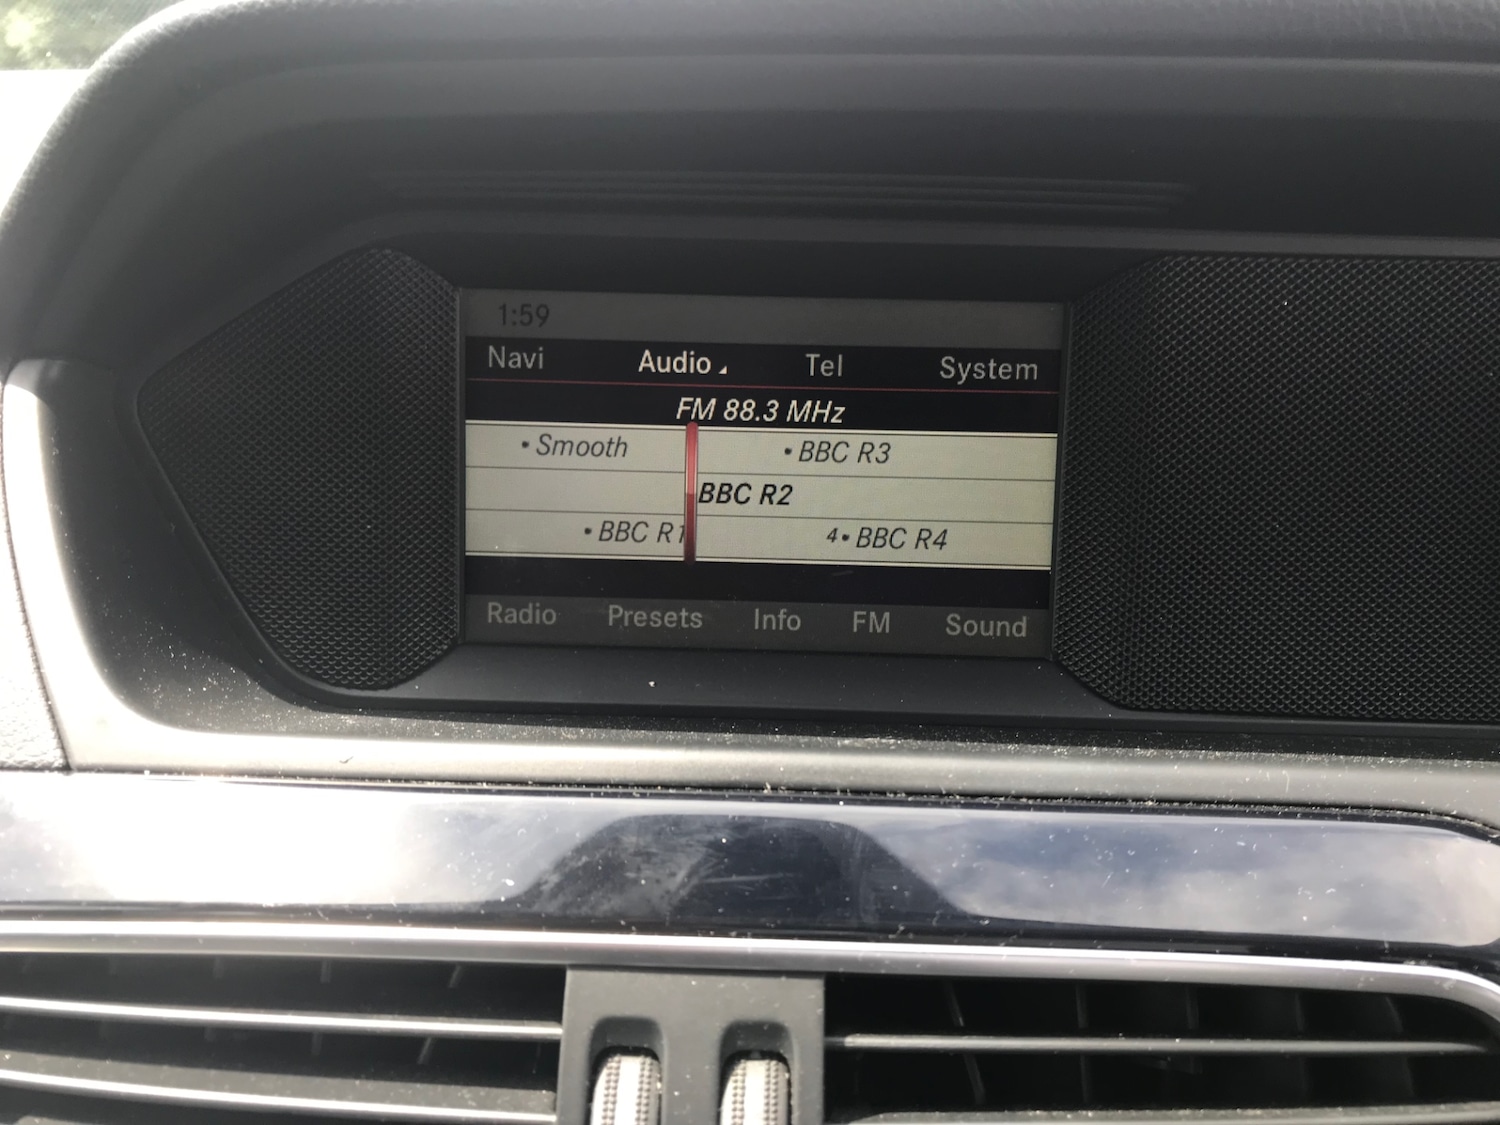 1:59
Navi Audio Tel System
FM 88.3 MHz
• Smooth • BBC R3
BBC R2
• BBC R1 4• BBC R4
Radio Presets Info FM Sound